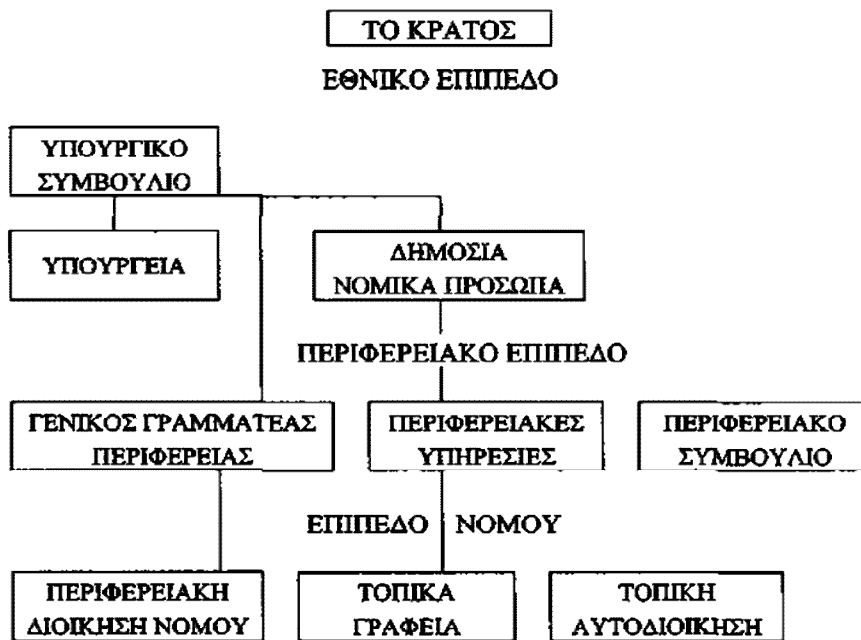 ΤΟ ΚΡΑΤΟΣ
ΕΘΝΙΚΟ ΕΠΙΠΕΔΟ
ΥΠΟΥΡΓΙΚΟ
ΣΥΜΒΟΥΛΙΟ
ΥΠΟΥΡΓΕΙΑ
ΔΗΜΟΣΙΑ
ΝΟΜΙΚΑ ΠΡΟΣΩΠΑ
ΠΕΡΙΦΕΡΕΙΑΚΟ ΕΠΙΠΕΔΟ
ΓΕΝΙΚΟΣ ΓΡΑΜΜΑΤΕΑΣ
ΠΕΡΙΦΕΡΕΙΑΣ
ΠΕΡΙΦΕΡΕΙΑΚΕΣ
ΥΠΗΡΕΣΙΕΣ
ΠΕΡΙΦΕΡΕΙΑΚΟ
ΣΥΜΒΟΥΛΙΟ
ΕΠΙΠΕΔΟ ΝΟΜΟΥ
ΠΕΡΙΦΕΡΕΙΑΚΗ
ΔΙΟΙΚΗΣΗ ΝΟΜΟΥ
ΤΟΠΙΚΑ
ΓΡΑΦΕΙΑ
ΤΟΠΙΚΗ
ΑΥΤΟΔΙΟΙΚΗΣΗ